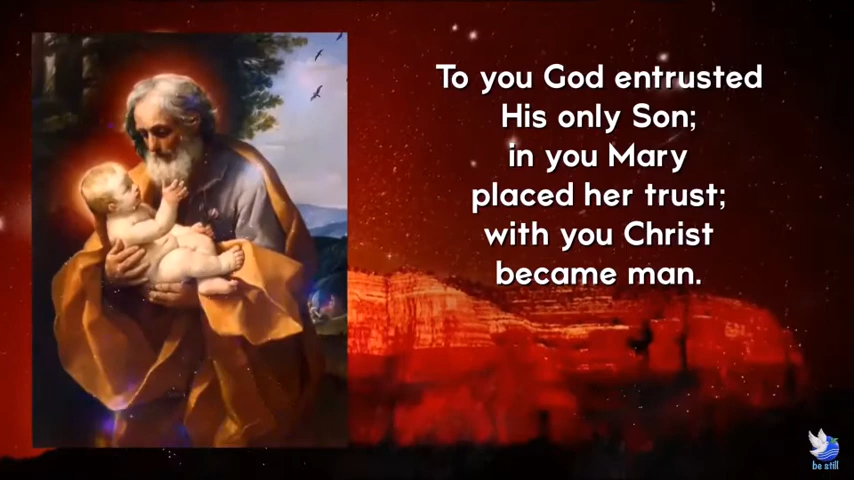 To you God entrusted
His only Son;
in you Mary
placed her trust;
with you Christ
became man.
be still